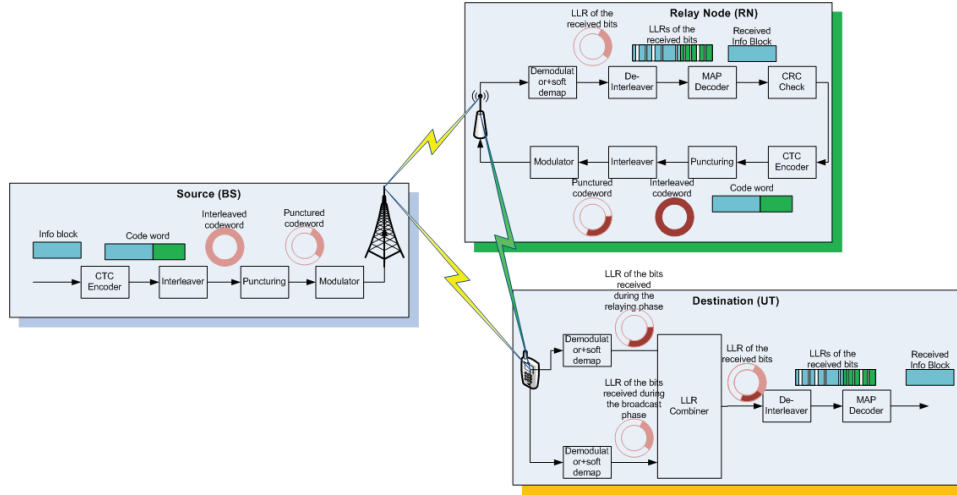 Relay Node (RN)
LLR of the
received bits
LLRs of the
received bits
Received
Info Block
Demodulat
or+soft
demap
De-
Interleaver
MAP
Decoder
CRC
Check
Modulator
Interleaver
Puncturing
CTC
Encoder
Punctured
codeword
Interleaved
codeword
Code word
Source (BS)
Info block
Code word
Interleaved
codeword
Punctured
codeword
CTC
Encoder
Interleaver
Puncturing
Modulator
Destination (UT)
LLR of the bits
received
during the
relaying phase
Demodulat
or+soft
demap
LLR of the bits
received during
the broadcast
phase
Demodulat
or+soft
demap
LLR
Combiner
LLR of the
received bits
LLRs of the
received bits
Received
Info Block
De-
Interleaver
MAP
Decoder